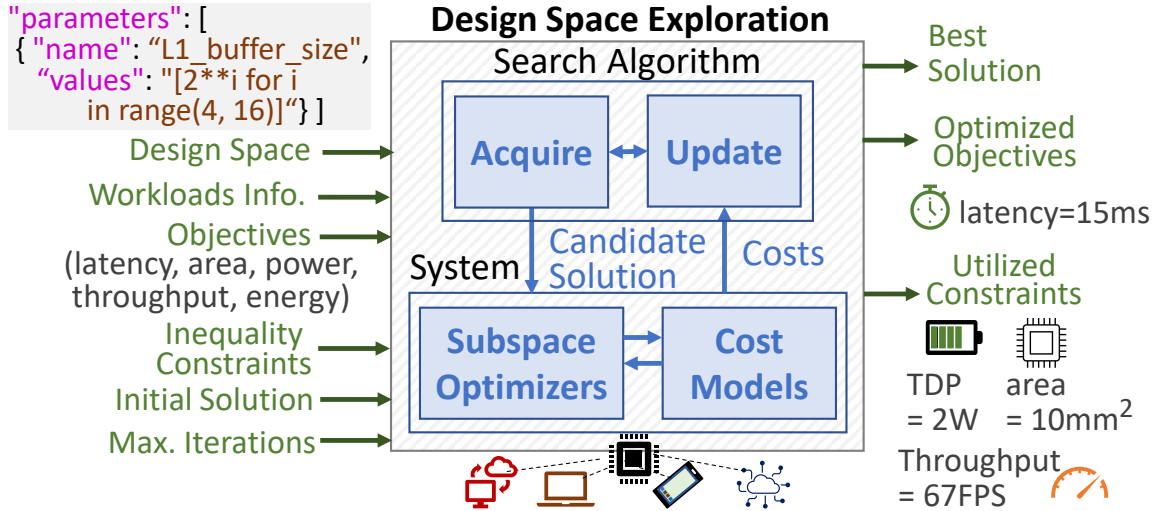 "parameters": [
{ "name": “L1_buffer_size",
“values": "[2**i for i
in range(4, 16)]“} ]
Design Space Exploration
Search Algorithm
Acquire
Update
Candidate
Solution
Costs
System
Subspace
Optimizers
Cost
Models
Design Space
Workloads Info.
Objectives
(latency, area, power,
throughput, energy)
Inequality
Constraints
Initial Solution
Max. Iterations
Best
Solution
Optimized
Objectives
latency=15ms
Utilized
Constraints
TDP
= 2W
area
= 10mm²
Throughput
= 67FPS